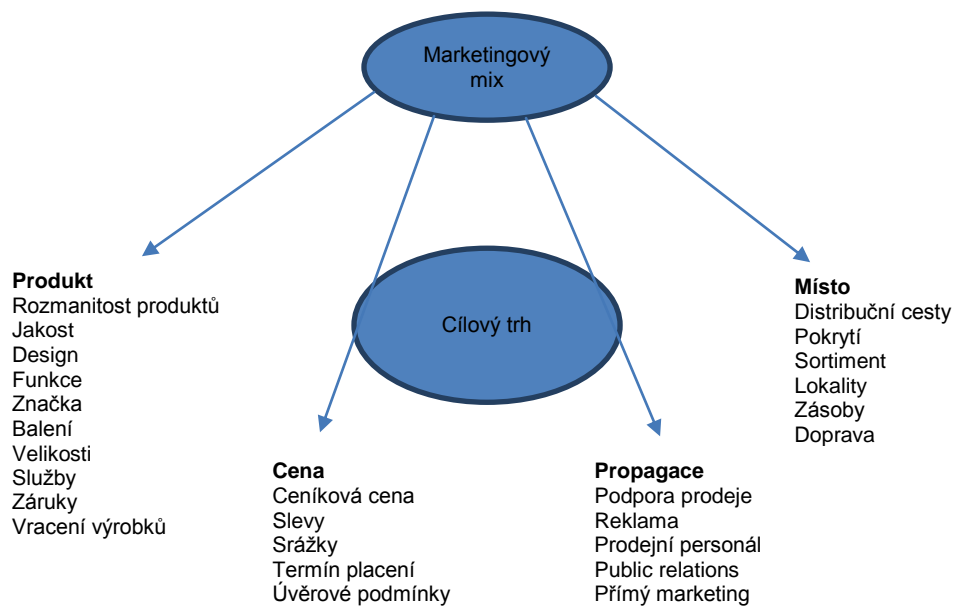 Marketingový
mix
Cílový trh
Produkt
Rozmanitost produktů
Jakost
Design
Funkce
Značka
Balení
Velikosti
Služby
Záruky
Vracení výrobků
Cena
Ceníková cena
Slevy
Srážky
Termín placení
Úvěrové podmínky
Propagace
Podpora prodeje
Reklama
Prodejní personál
Public relations
Přímý marketing
Místo
Distribuční cesty
Pokrytí
Sortiment
Lokality
Zásoby
Doprava